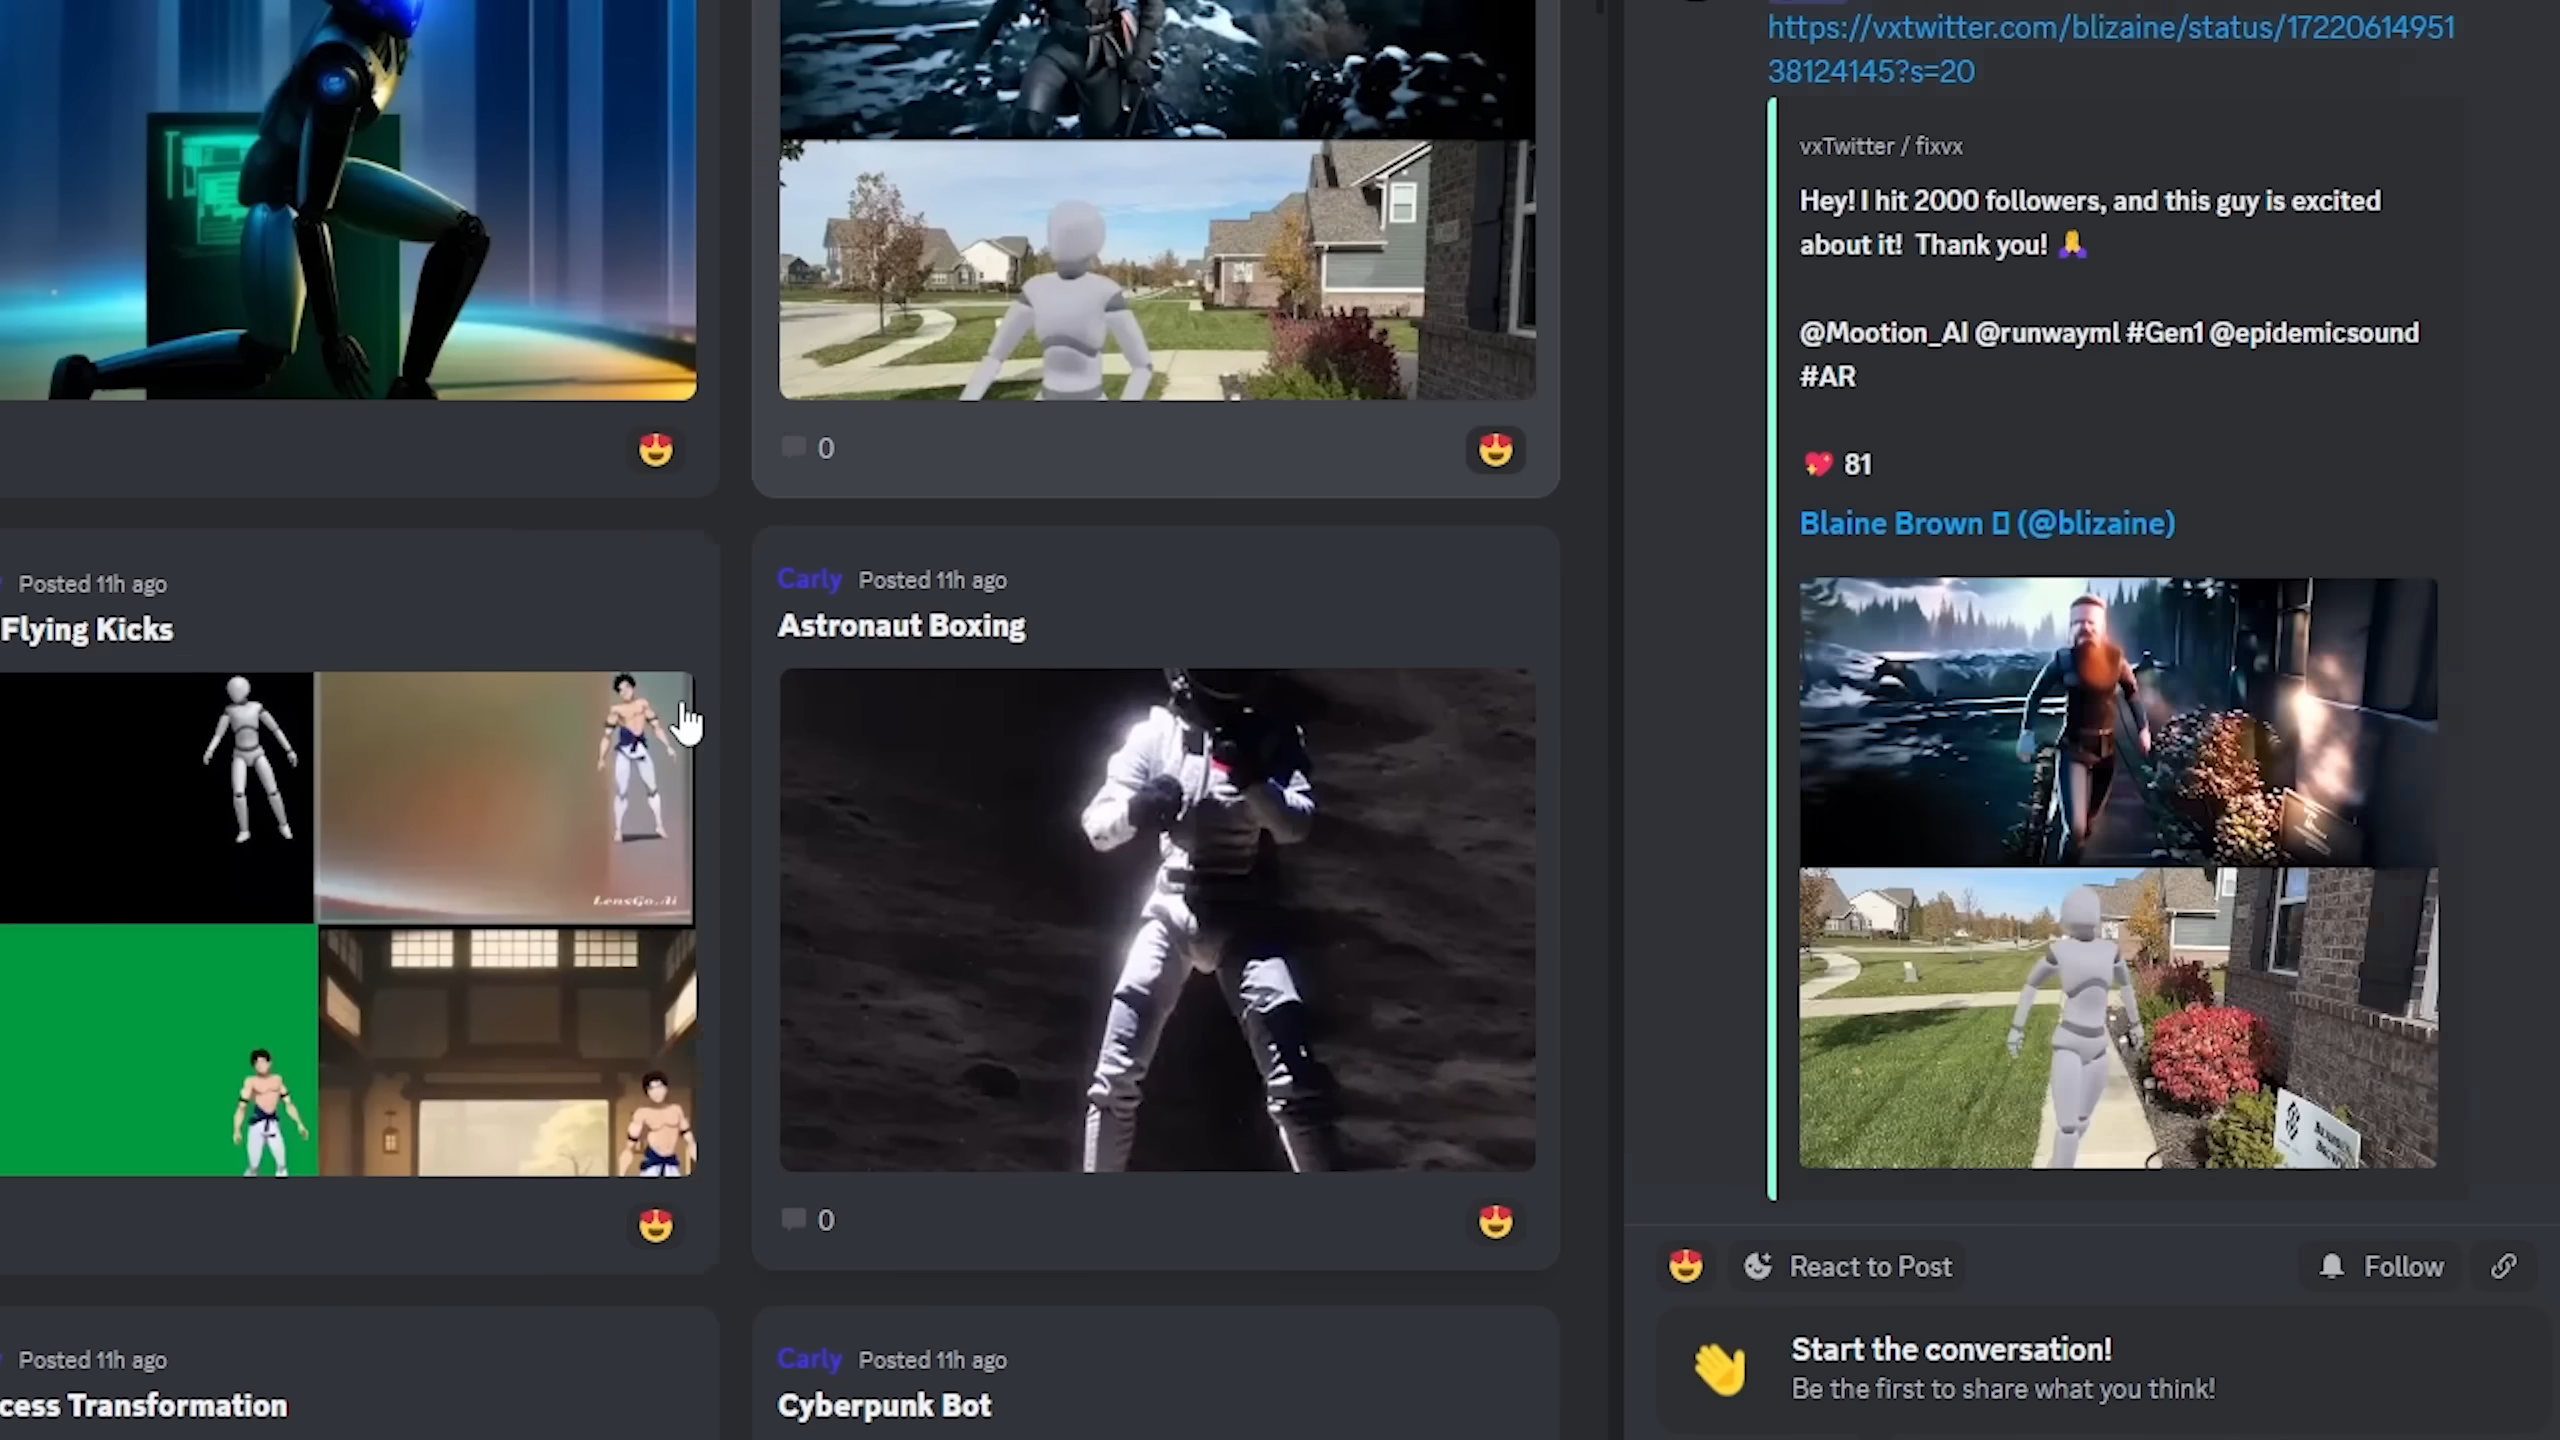 0
Posted 11h ago
Flying Kicks
LensGo.Ai
Carly Posted 11h ago
Astronaut Boxing
0
Posted 11h ago
cess Transformation
Carly Posted 11h ago
Cyberpunk Bot
https://vxtwitter.com/blizaine/status/17220614951
38124145?s=20
vxTwitter / fixvx
Hey! I hit 2000 followers, and this guy is excited
about it! Thank you! 🙏
@Mootion_AI @runwayml #Gen1 @epidemicsound
#AR
💖 81
Blaine Brown (@blizaine)
React to Post
Follow
Start the conversation!
Be the first to share what you think!